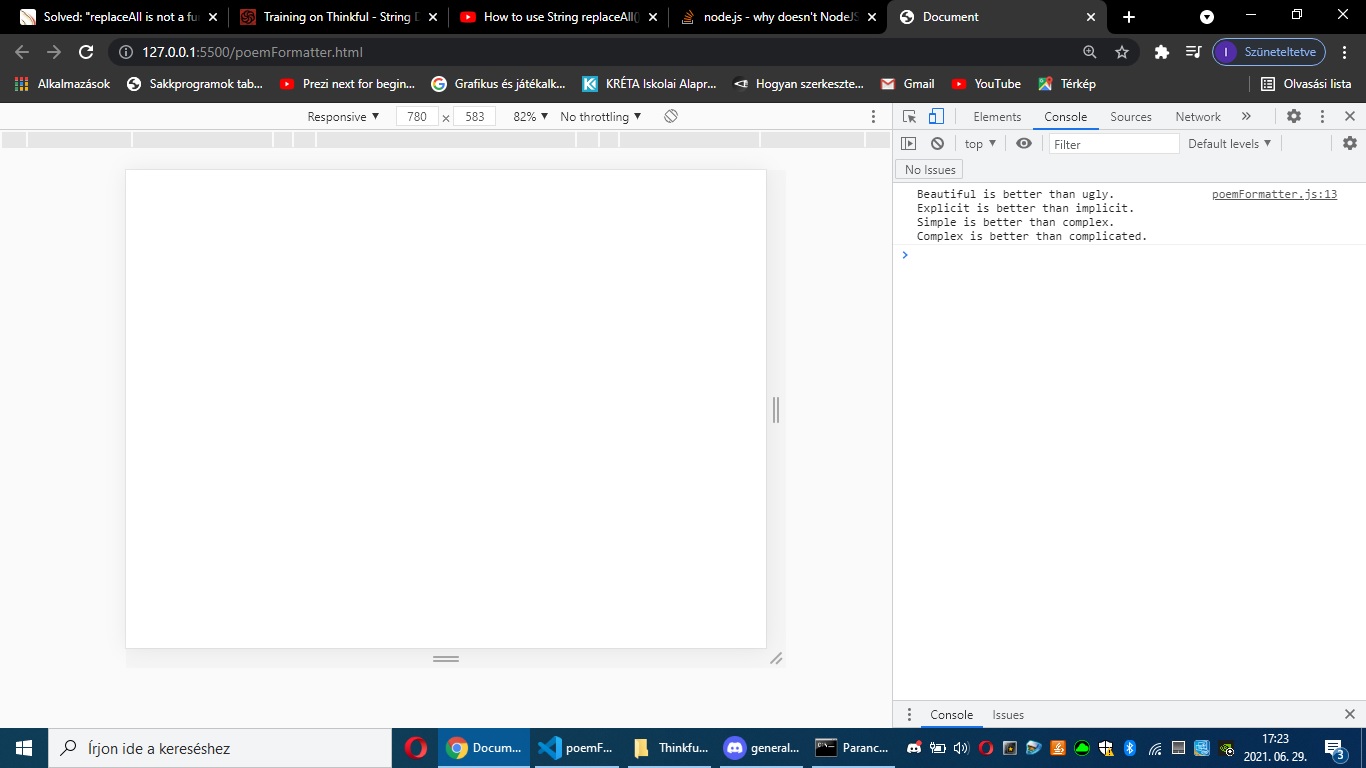 Solved: "replaceAll is not a fu
Training on Thinkful - String D
How to use String replaceAll()
node.js - why doesn't NodeJS
Document
127.0.0.1:5500/poemFormatter.html
I Szüneteltetve
Alkalmazások
Sakkprogramok tab...
Prezi next for begin...
Grafikus és játékalk...
KRÉTA Iskolai Alapr...
Hogyan szerkeszte...
Gmail
YouTube
Térkép
Olvasási lista
Responsive ▼ 780 x 583 82% ▼ No throttling ▼
Elements Console Sources Network »
top ▼ Filter Default levels ▼
No Issues
Beautiful is better than ugly. poemFormatter.js:13
Explicit is better than implicit.
Simple is better than complex.
Complex is better than complicated.
Console Issues
Írjon ide a kereséshez
Docum...
poemF...
Thinkfu...
general...
Paranc...
17:23
2021. 06. 29.
3